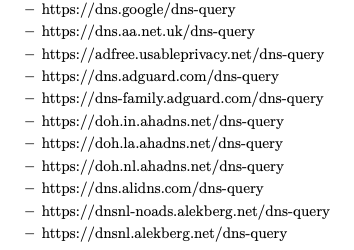 – https://dns.google/dns-query
– https://dns.aa.net.uk/dns-query
– https://adfree.usableprivacy.net/dns-query
– https://dns.adguard.com/dns-query
– https://dns-family.adguard.com/dns-query
– https://doh.in.ahadns.net/dns-query
– https://doh.la.ahadns.net/dns-query
– https://doh.nl.ahadns.net/dns-query
– https://dns.alidns.com/dns-query
– https://dnsnl-noads.alekberg.net/dns-query
– https://dnsnl.alekberg.net/dns-query